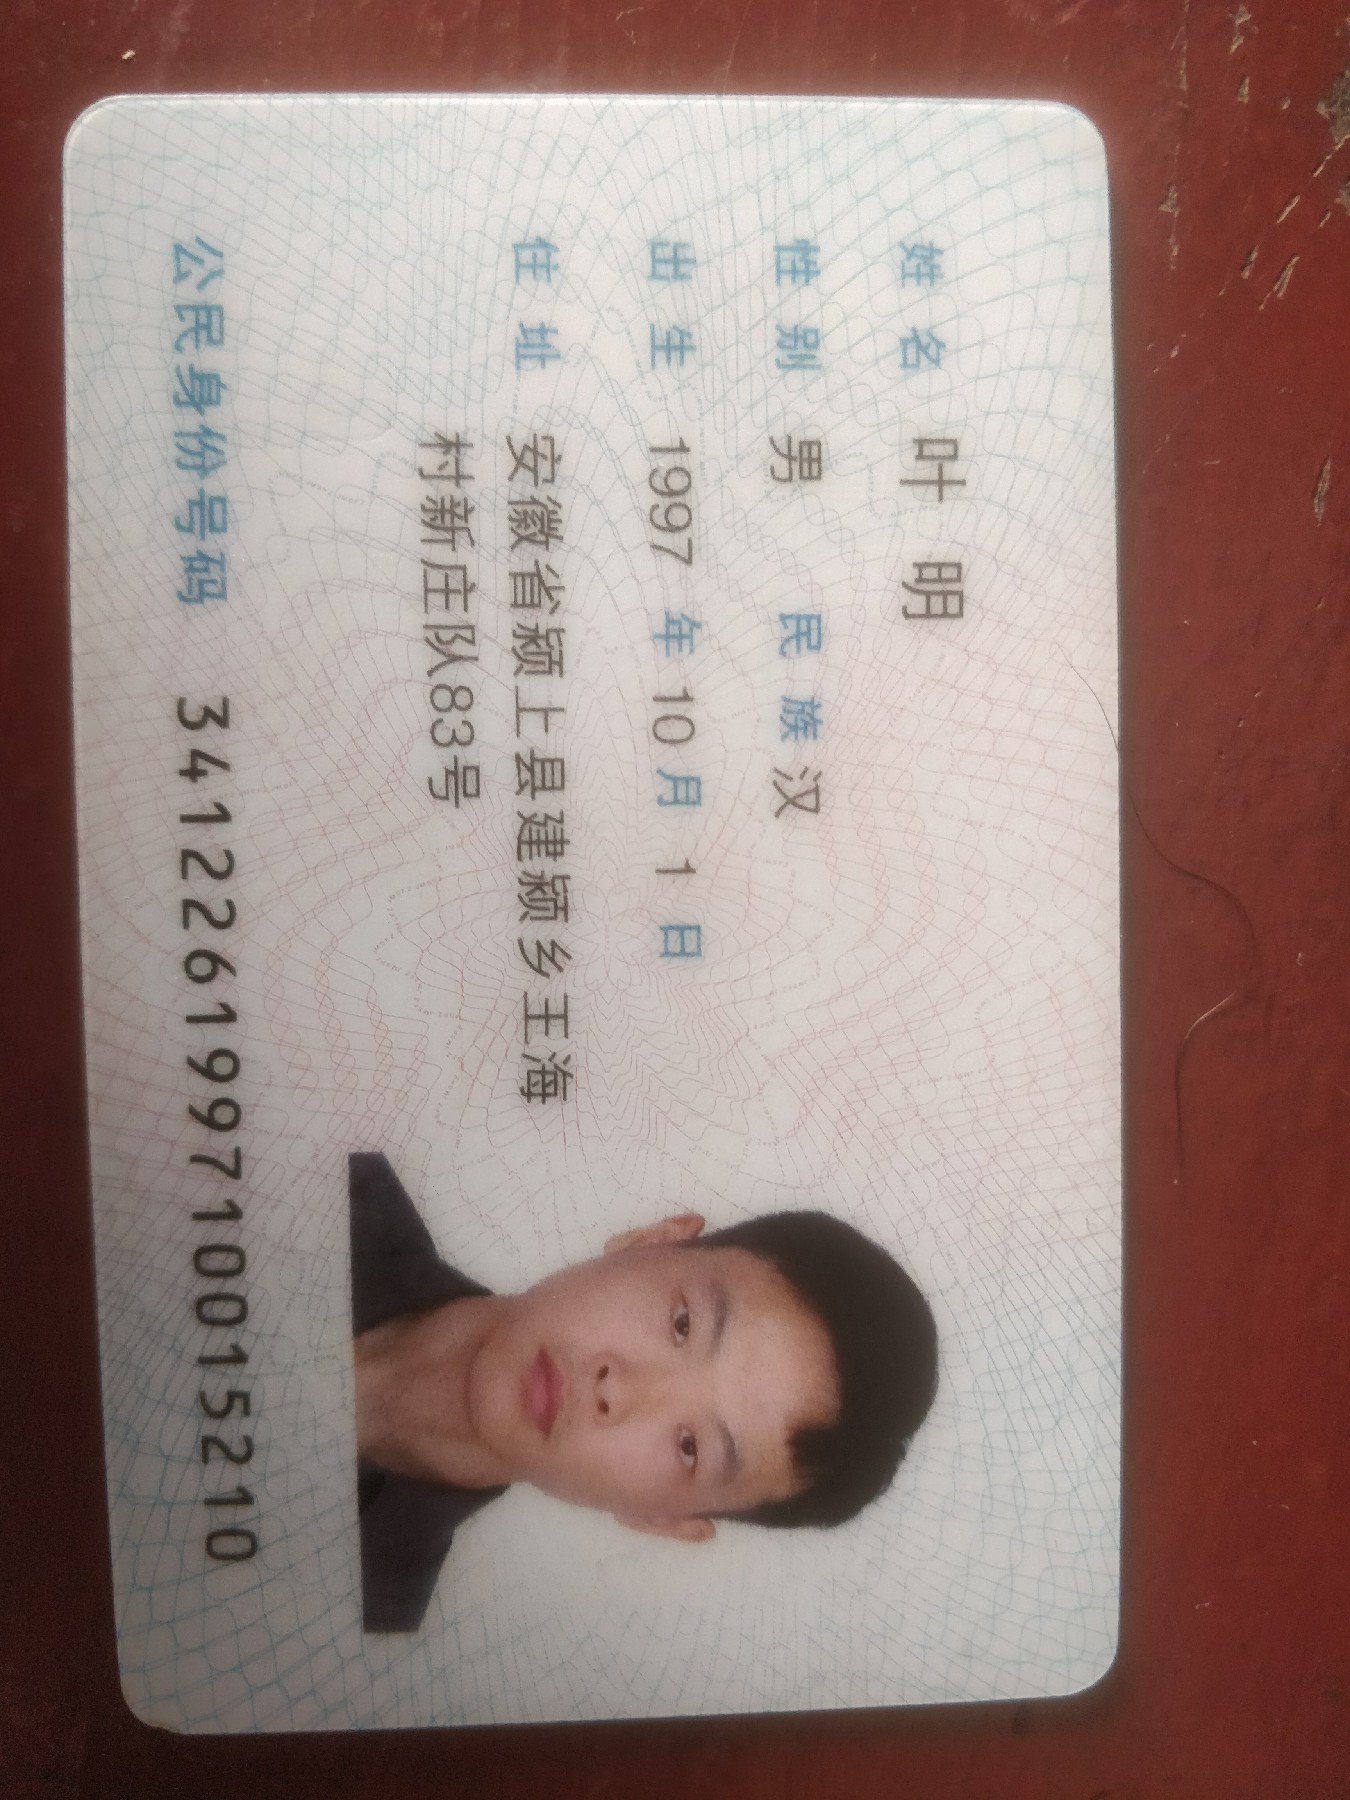 姓名 叶明
性别 男 民族 汉
出生 1997 年 10 月 1 日
住址 安徽省颍上县建颍乡王海
村新庄队83号
公民身份号码 341226199710015210